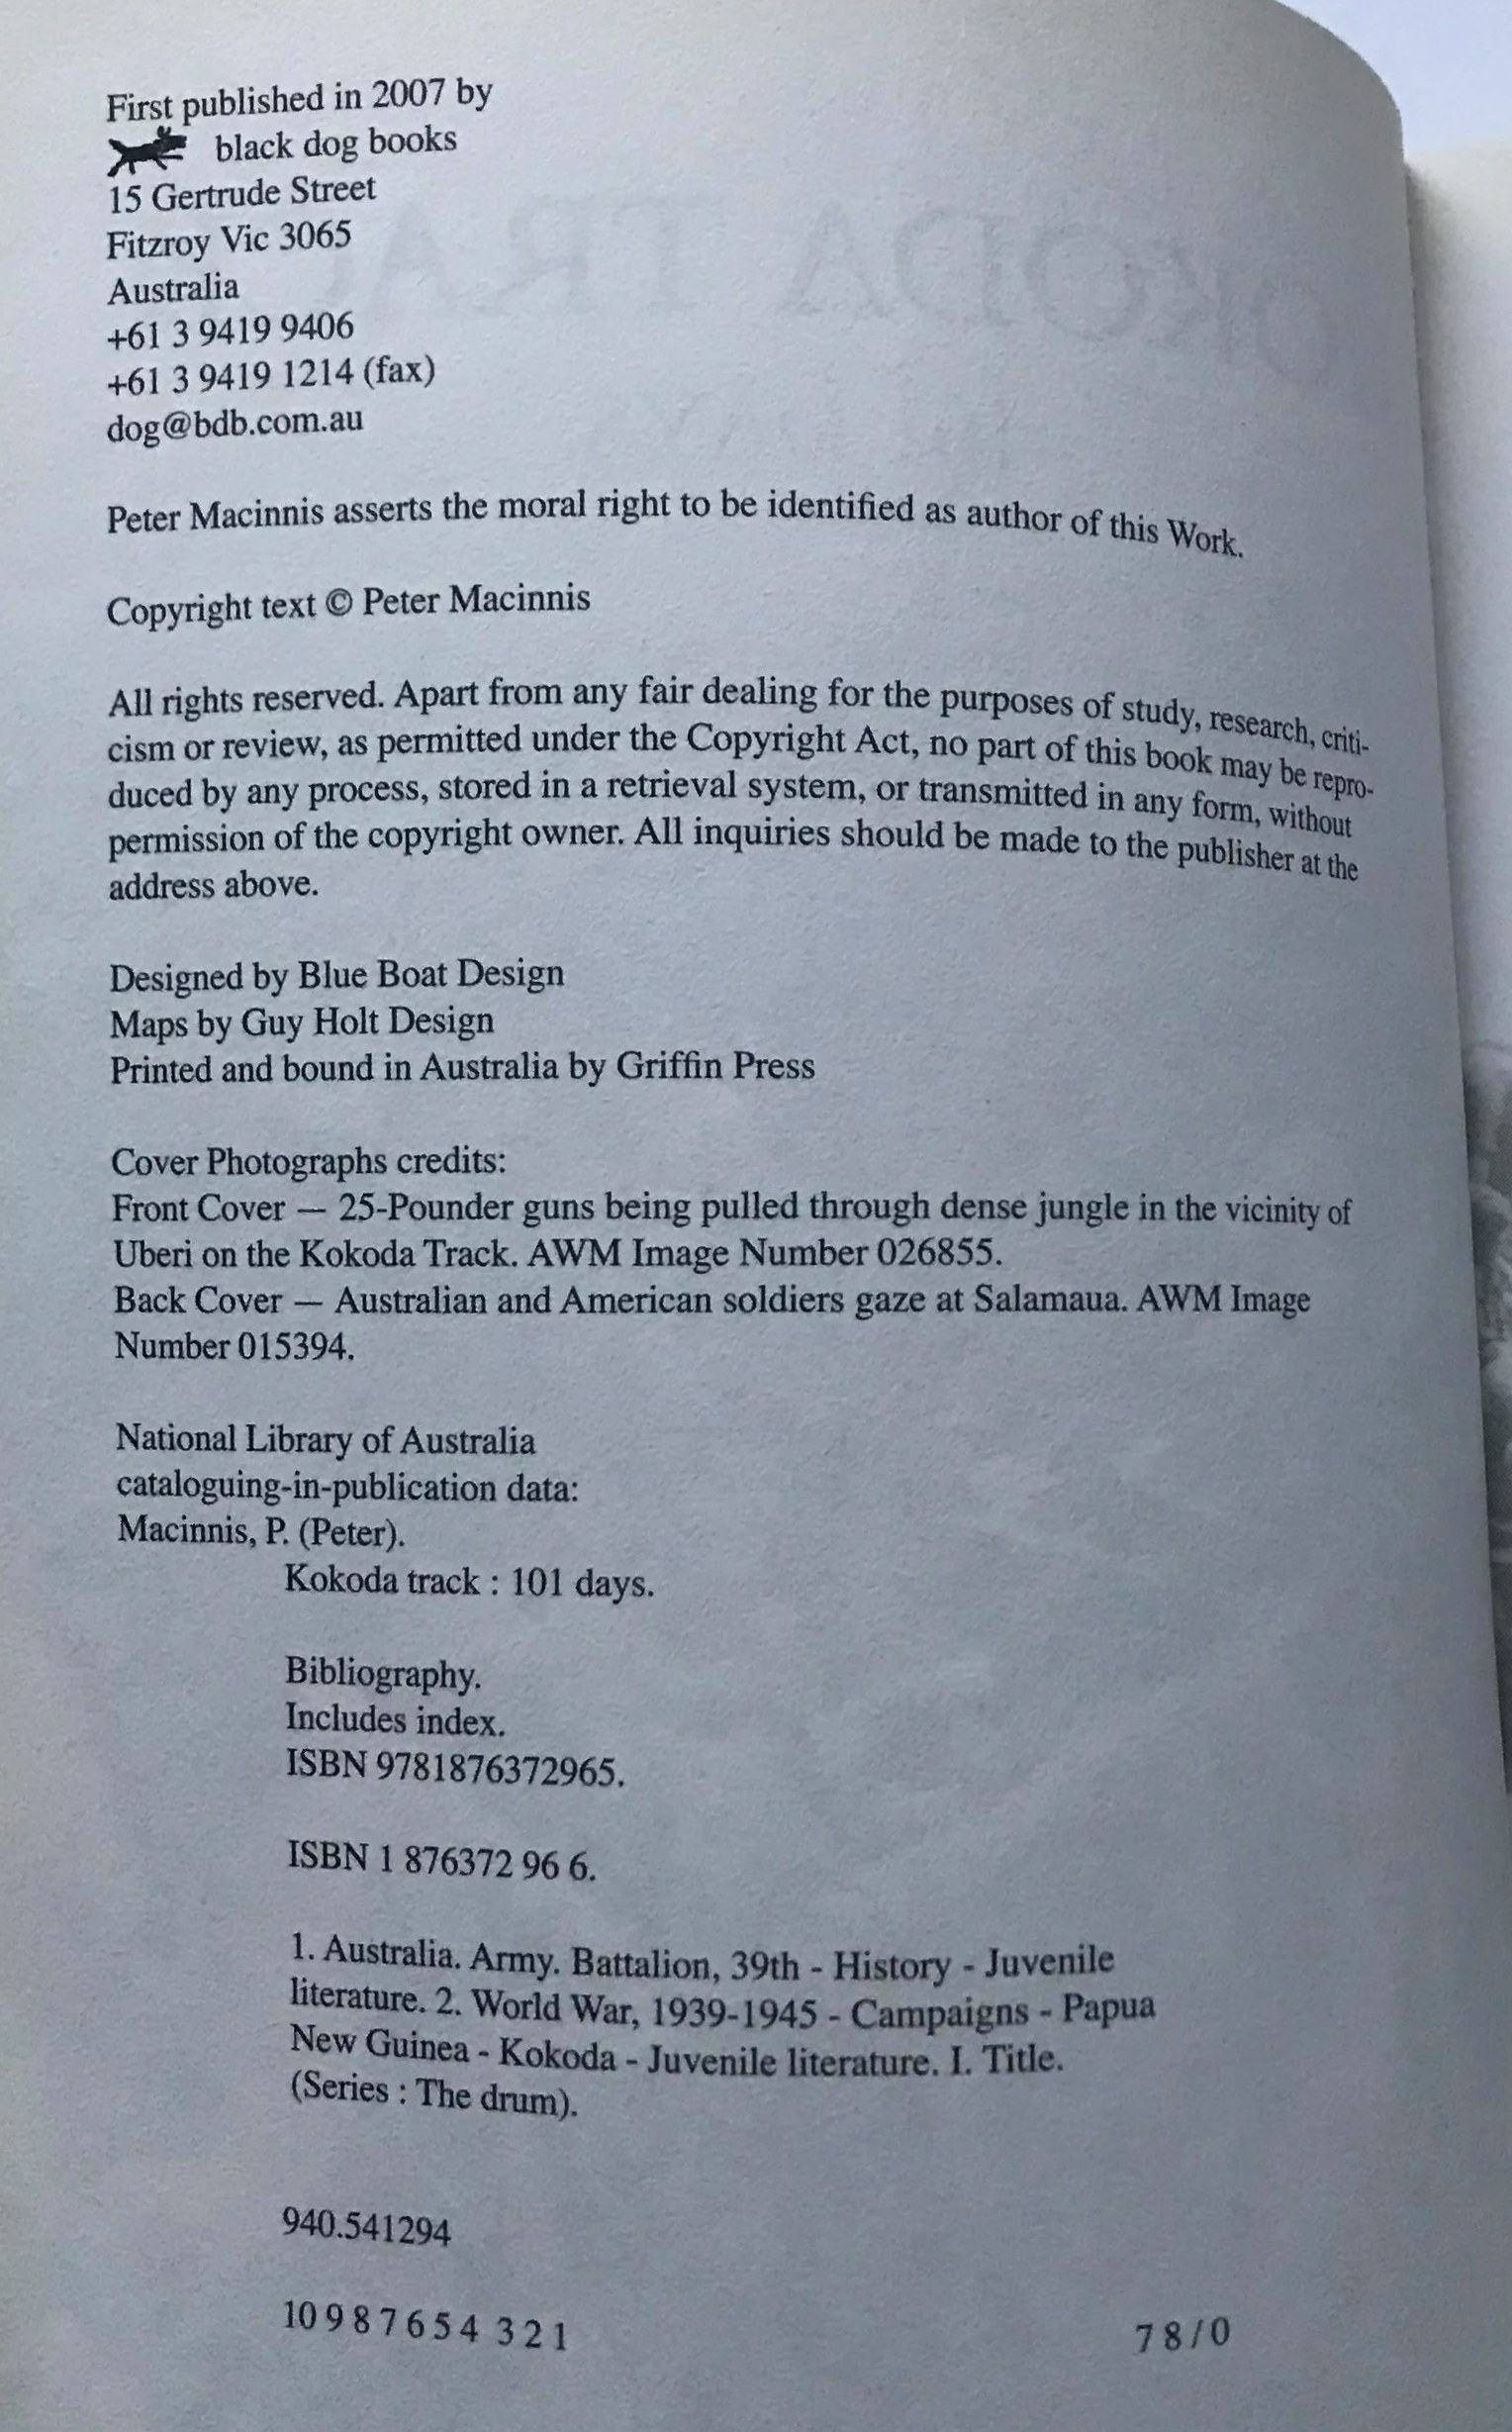 First published in 2007 by
black dog books
15 Gertrude Street
Fitzroy Vic 3065
Australia
+61 3 9419 9406
+61 3 9419 1214 (fax)
dog@bdb.com.au
Peter Macinnis asserts the moral right to be identified as author of this Work.
Copyright text © Peter Macinnis
All rights reserved. Apart from any fair dealing for the purposes of study, research, criti-
cism or review, as permitted under the Copyright Act, no part of this book may be repro-
duced by any process, stored in a retrieval system, or transmitted in any form, without
permission of the copyright owner. All inquiries should be made to the publisher at the
address above.
Designed by Blue Boat Design
Maps by Guy Holt Design
Printed and bound in Australia by Griffin Press
Cover Photographs credits:
Front Cover — 25-Pounder guns being pulled through dense jungle in the vicinity of
Uberi on the Kokoda Track. AWM Image Number 026855.
Back Cover — Australian and American soldiers gaze at Salamaua. AWM Image
Number 015394.
National Library of Australia
cataloguing-in-publication data:
Macinnis, P. (Peter).
Kokoda track : 101 days.
Bibliography.
Includes index.
ISBN 9781876372965.
ISBN 1 876372 96 6.
1. Australia. Army. Battalion, 39th - History - Juvenile
literature. 2. World War, 1939-1945 - Campaigns - Papua
New Guinea - Kokoda - Juvenile literature. I. Title.
(Series : The drum).
940.541294
10 9 8 7 6 5 4 3 2 1 7 8 / 0